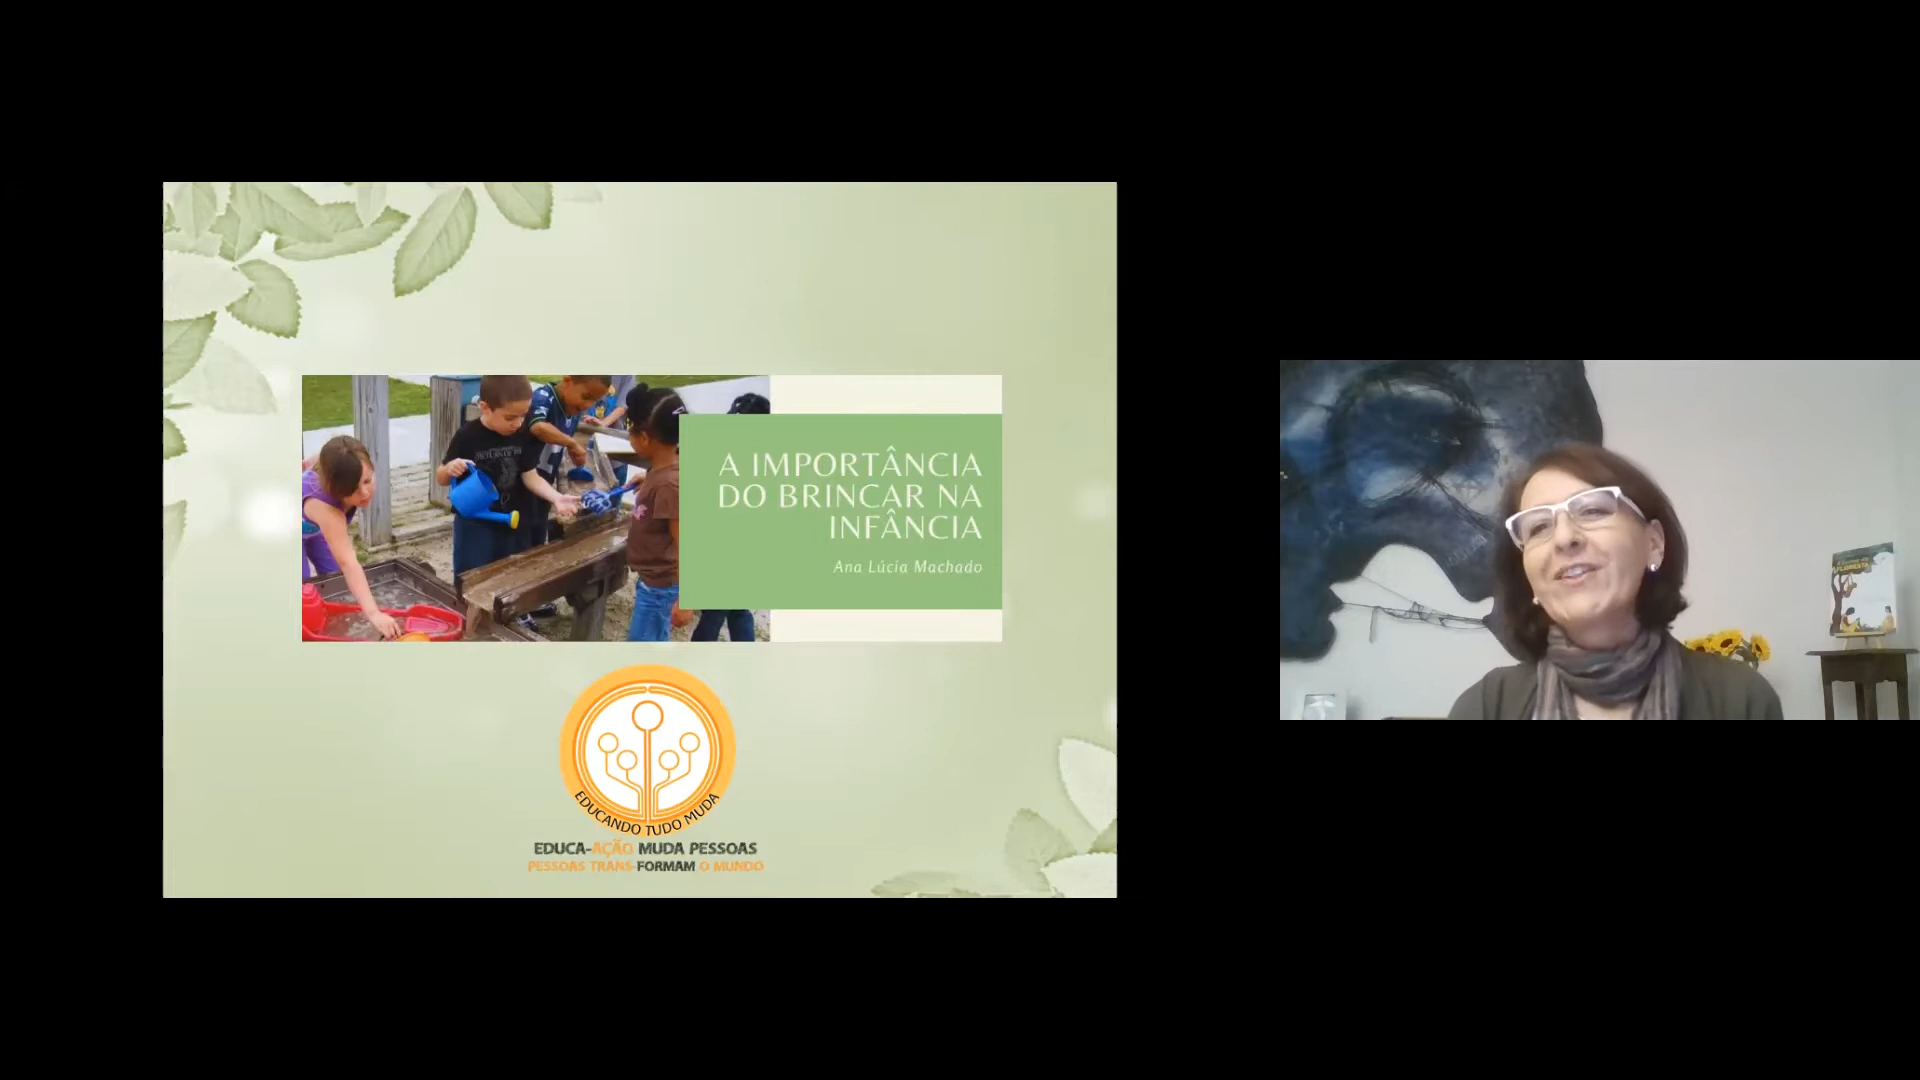 A IMPORTÂNCIA
DO BRINCAR NA
INFÂNCIA
Ana Lúcia Machado
EDUCANDO TUDO MUDA
EDUCA-AÇÃO MUDA PESSOAS
PESSOAS TRANS-FORMAM O MUNDO